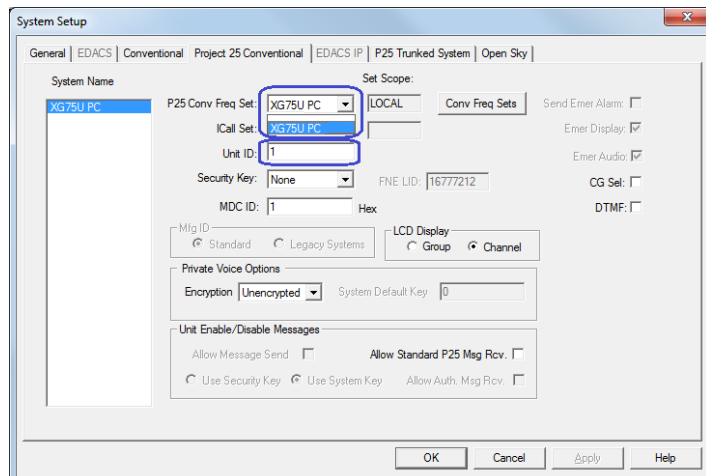 System Setup
General EDACS Conventional Project 25 Conventional EDACS IP P25 Trunked System Open Sky
System Name
XG75U PC
Set Scope:
P25 Conv Freq Set: XG75U PC LOCAL Conv Freq Sets Send Emer Alarm:
XG75U PC
ICall Set: Emer Display:
Unit ID: 1 Emer Audio:
Security Key: None FNE LID: 16777212 CG Sel:
MDC ID: 1 Hex DTMF:
Mfg ID
Standard Legacy Systems
LCD Display
Group Channel
Private Voice Options
Encryption Unencrypted System Default Key 0
Unit Enable/Disable Messages
Allow Message Send Allow Standard P25 Msg Rcv.
Use Security Key Use System Key Allow Auth. Msg Rcv.
OK Cancel Apply Help